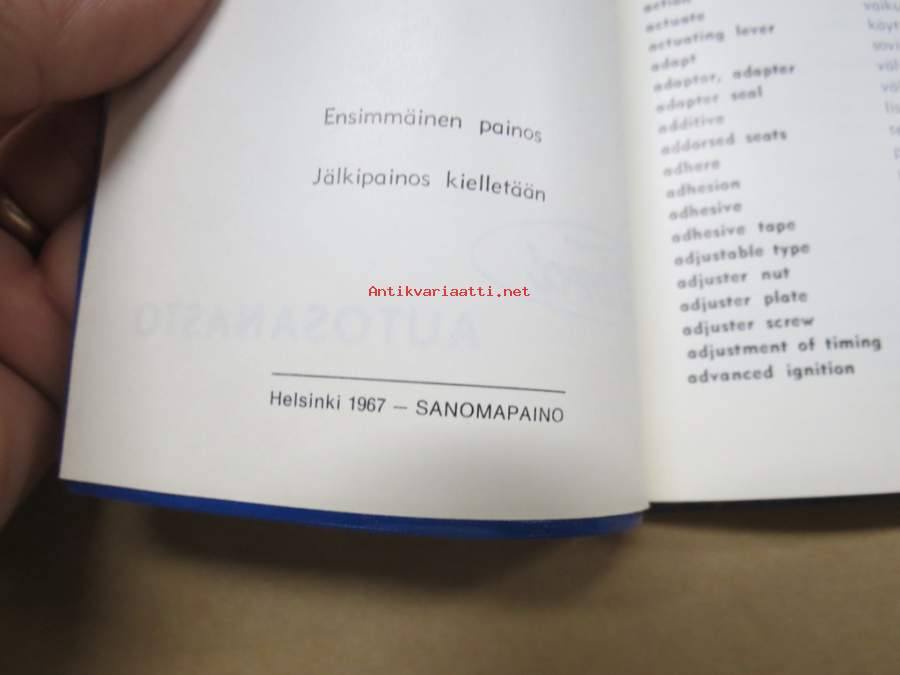 Ensimmäinen painos
Jälkipainos kielletään
Antikvariaatti.net
AUTOSANASTO
Helsinki 1967 — SANOMAPAINO
action
actuate
actuating lever
adapt
adaptor, adapter
adapter seal
additive
addorsed seats
adhere
adhesion
adhesive
adhesive tape
adjustable type
adjuster nut
adjuster plate
adjuster screw
adjustment of timing
advanced ignition